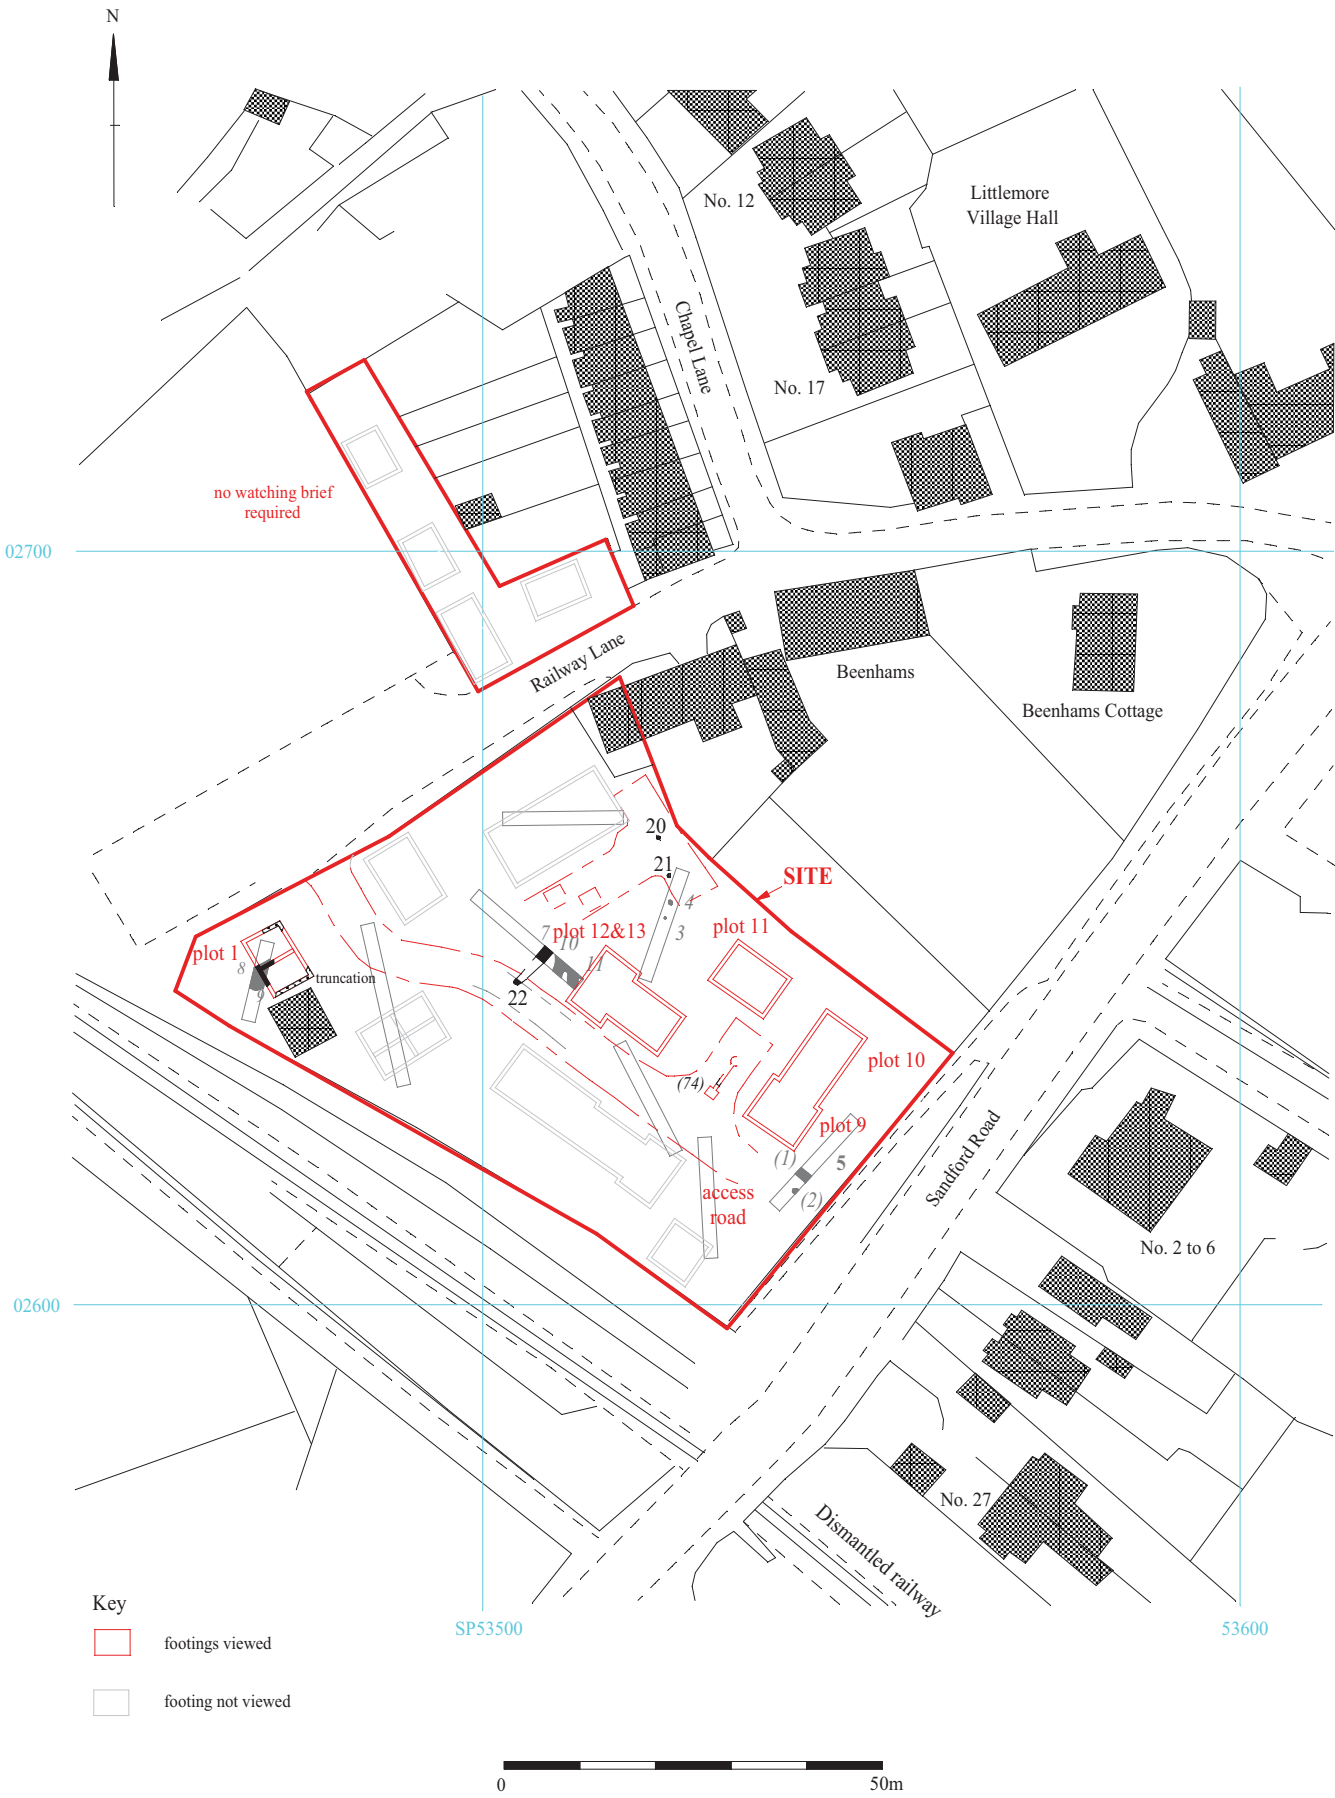 N
No. 12
Littlemore
Village Hall
Chapel Lane
No. 17
no watching brief
required
02700
Railway Lane
Beenhams
Beenhams Cottage
20
21
SITE
4
3
plot 11
plot 12&13
7
10
11
plot 1
8
9
truncation
22
plot 10
(74)
plot 9
(1)
5
(2)
access
road
Sandford Road
No. 2 to 6
02600
No. 27
Dismantled railway
Key
footings viewed
footing not viewed
SP53500
53600
0
50m